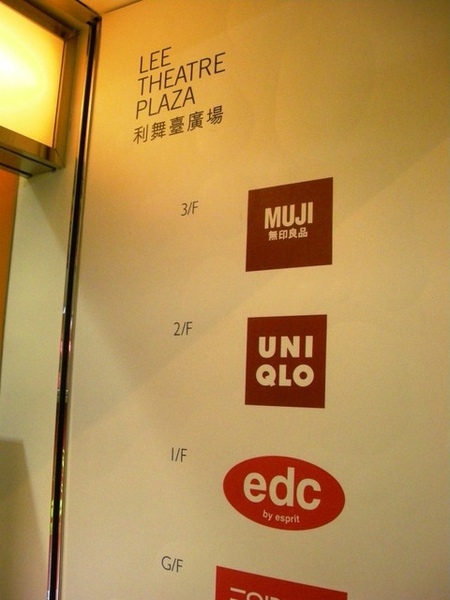 LEE
THEATRE
PLAZA
利舞臺廣場
3/F
MUJI
無印良品
2/F
UNI
QLO
1/F
edc
by esprit
G/F